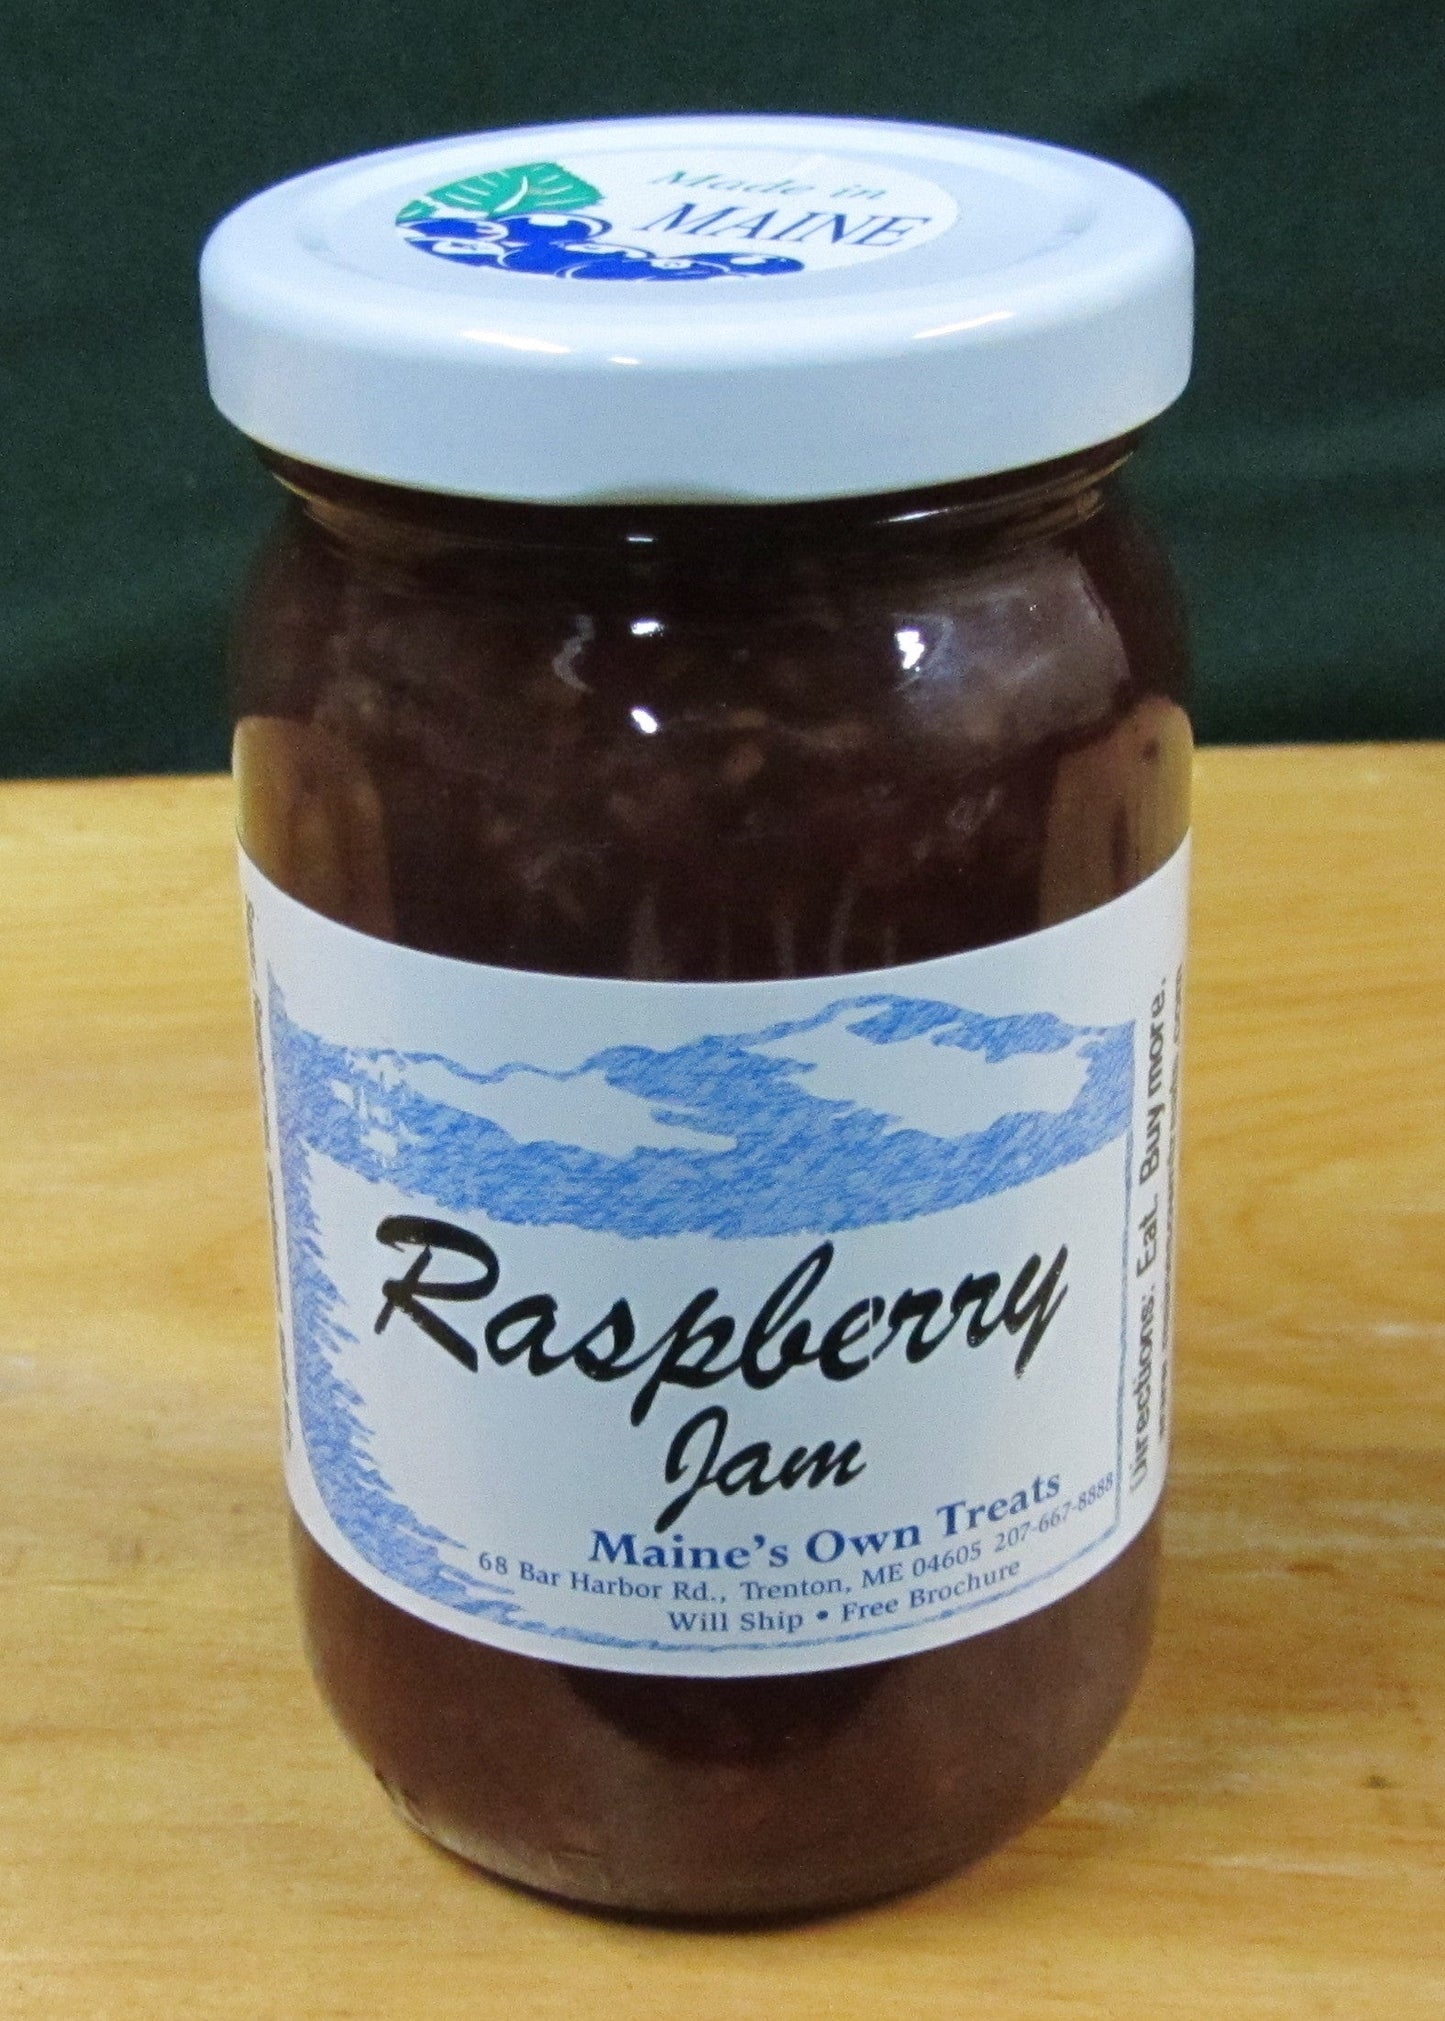 Made in
MAINE
Raspberry
Jam
Maine's Own Treats
68 Bar Harbor Rd., Trenton, ME 04605 207-667-8888
Will Ship • Free Brochure
Directions: Eat. Buy more.